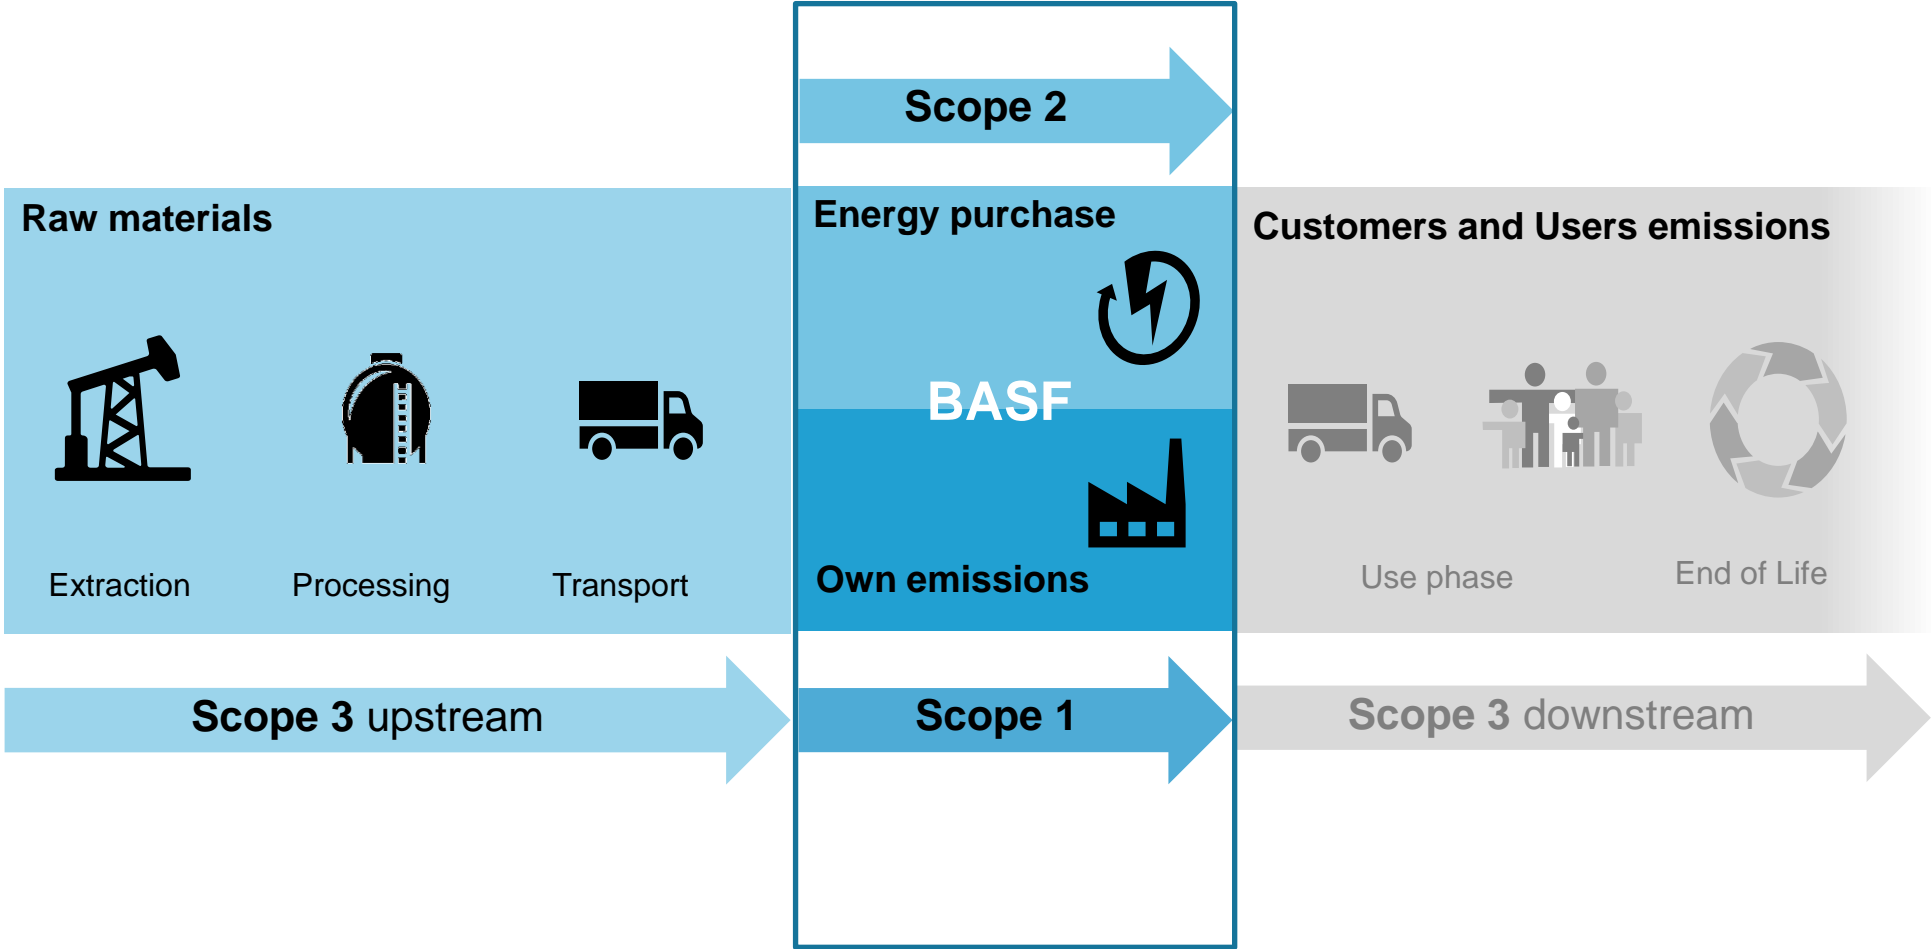 Scope 2
Raw materials
Energy purchase
Customers and Users emissions
BASF
Extraction
Processing
Transport
Own emissions
Use phase
End of Life
Scope 3 upstream
Scope 1
Scope 3 downstream